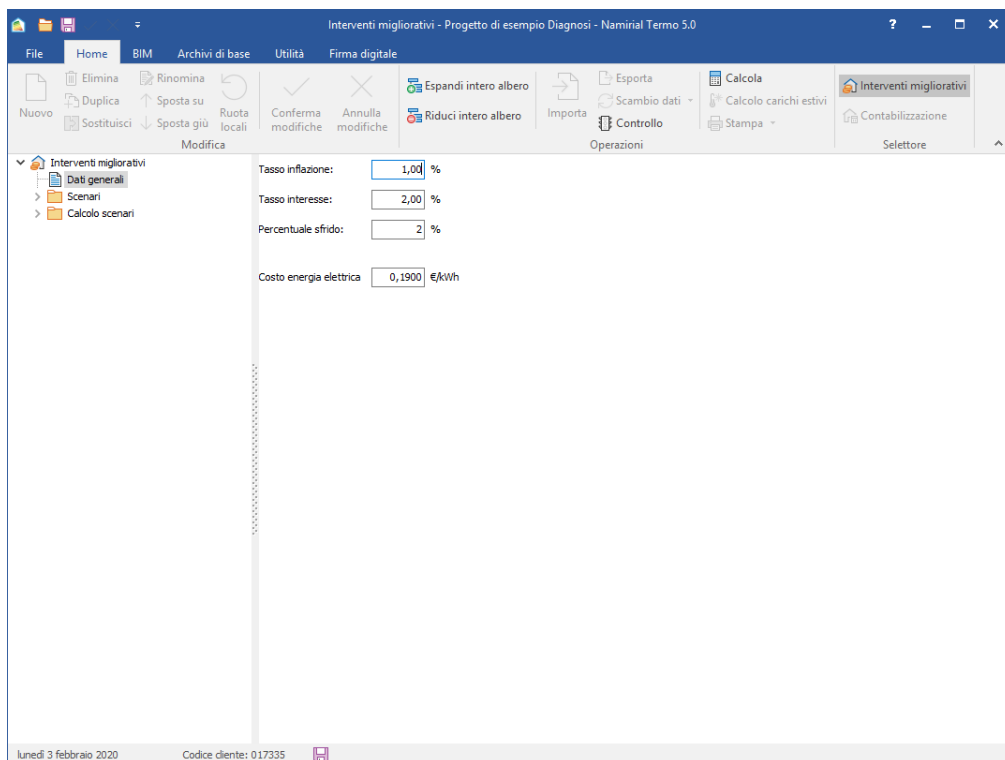 Interventi migliorativi - Progetto di esempio Diagnosi - Namirial Termo 5.0
?
File Home BIM Archivi di base Utilità Firma digitale
Nuovo
Elimina
Duplica
Sostituisci
Rinomina
Sposta su
Sposta giù
Ruota
locali
Conferma
modifiche
Annulla
modifiche
Espandi intero albero
Riduci intero albero
Importa
Esporta
Scambio dati
Controllo
Calcola
Calcolo carichi estivi
Stampa
Interventi migliorativi
Contabilizzazione
Modifica
Operazioni
Selettore
Interventi migliorativi
Dati generali
Scenari
Calcolo scenari
Tasso inflazione: 1,00 %
Tasso interesse: 2,00 %
Percentuale sfrido: 2 %
Costo energia elettrica 0,1900 €/kWh
lunedì 3 febbraio 2020 Codice cliente: 017335